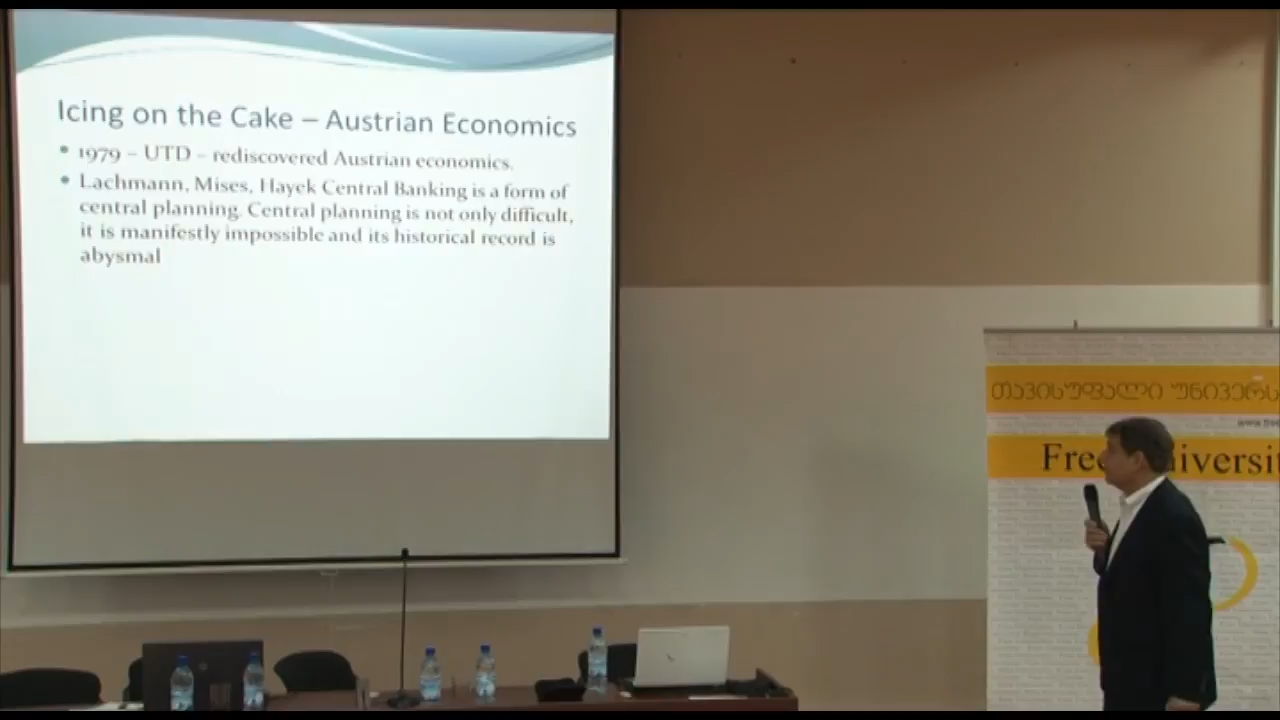 Icing on the Cake – Austrian Economics
• 1979 – UTD – rediscovered Austrian economics.
• Lachmann, Mises, Hayek Central Banking is a form of
central planning. Central planning is not only difficult,
it is manifestly impossible and its historical record is
abysmal
თავისუფალი უნივერს
Free